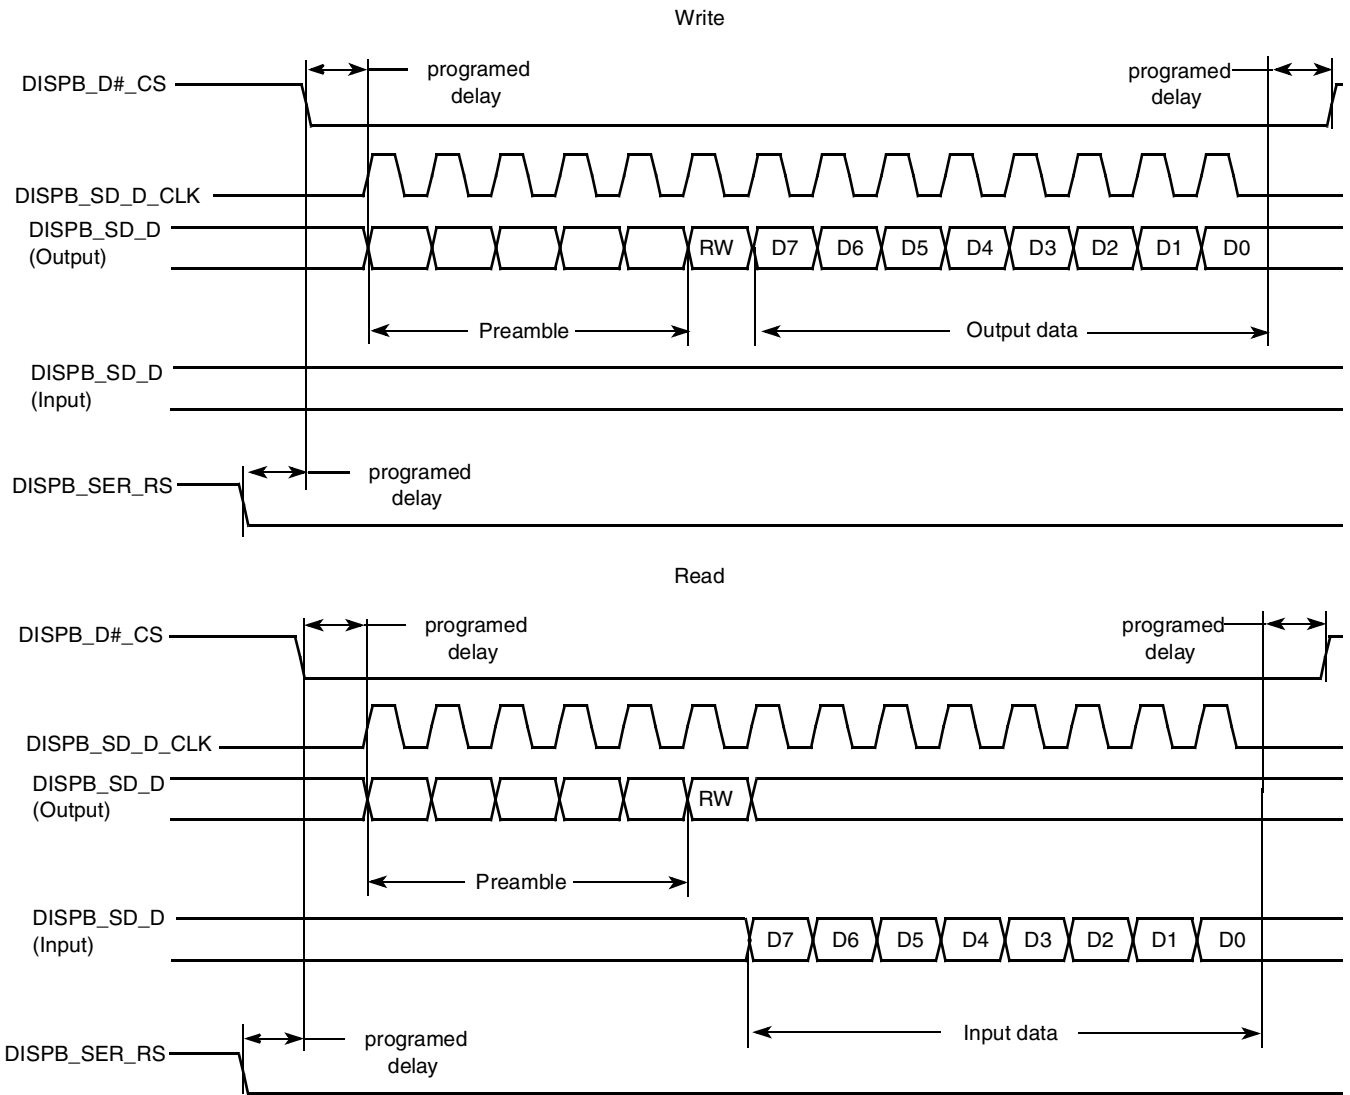 Write
DISPB_D#_CS
programed
delay
programed
delay
DISPB_SD_D_CLK
DISPB_SD_D
(Output)
RW D7 D6 D5 D4 D3 D2 D1 D0
Preamble
Output data
DISPB_SD_D
(Input)
DISPB_SER_RS
programed
delay
Read
DISPB_D#_CS
programed
delay
programed
delay
DISPB_SD_D_CLK
DISPB_SD_D
(Output)
RW
Preamble
DISPB_SD_D
(Input)
D7 D6 D5 D4 D3 D2 D1 D0
Input data
DISPB_SER_RS
programed
delay